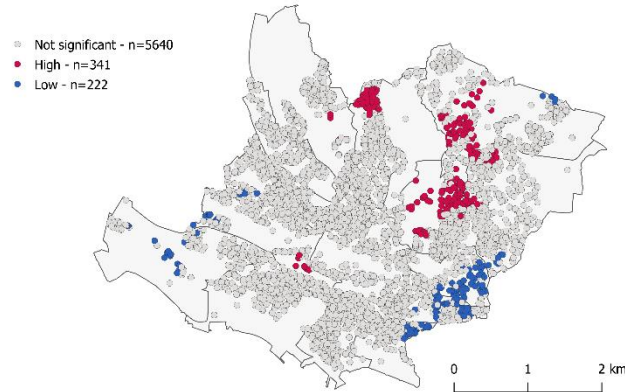 Not significant - n=5640
High - n=341
Low - n=222
0 1 2 km